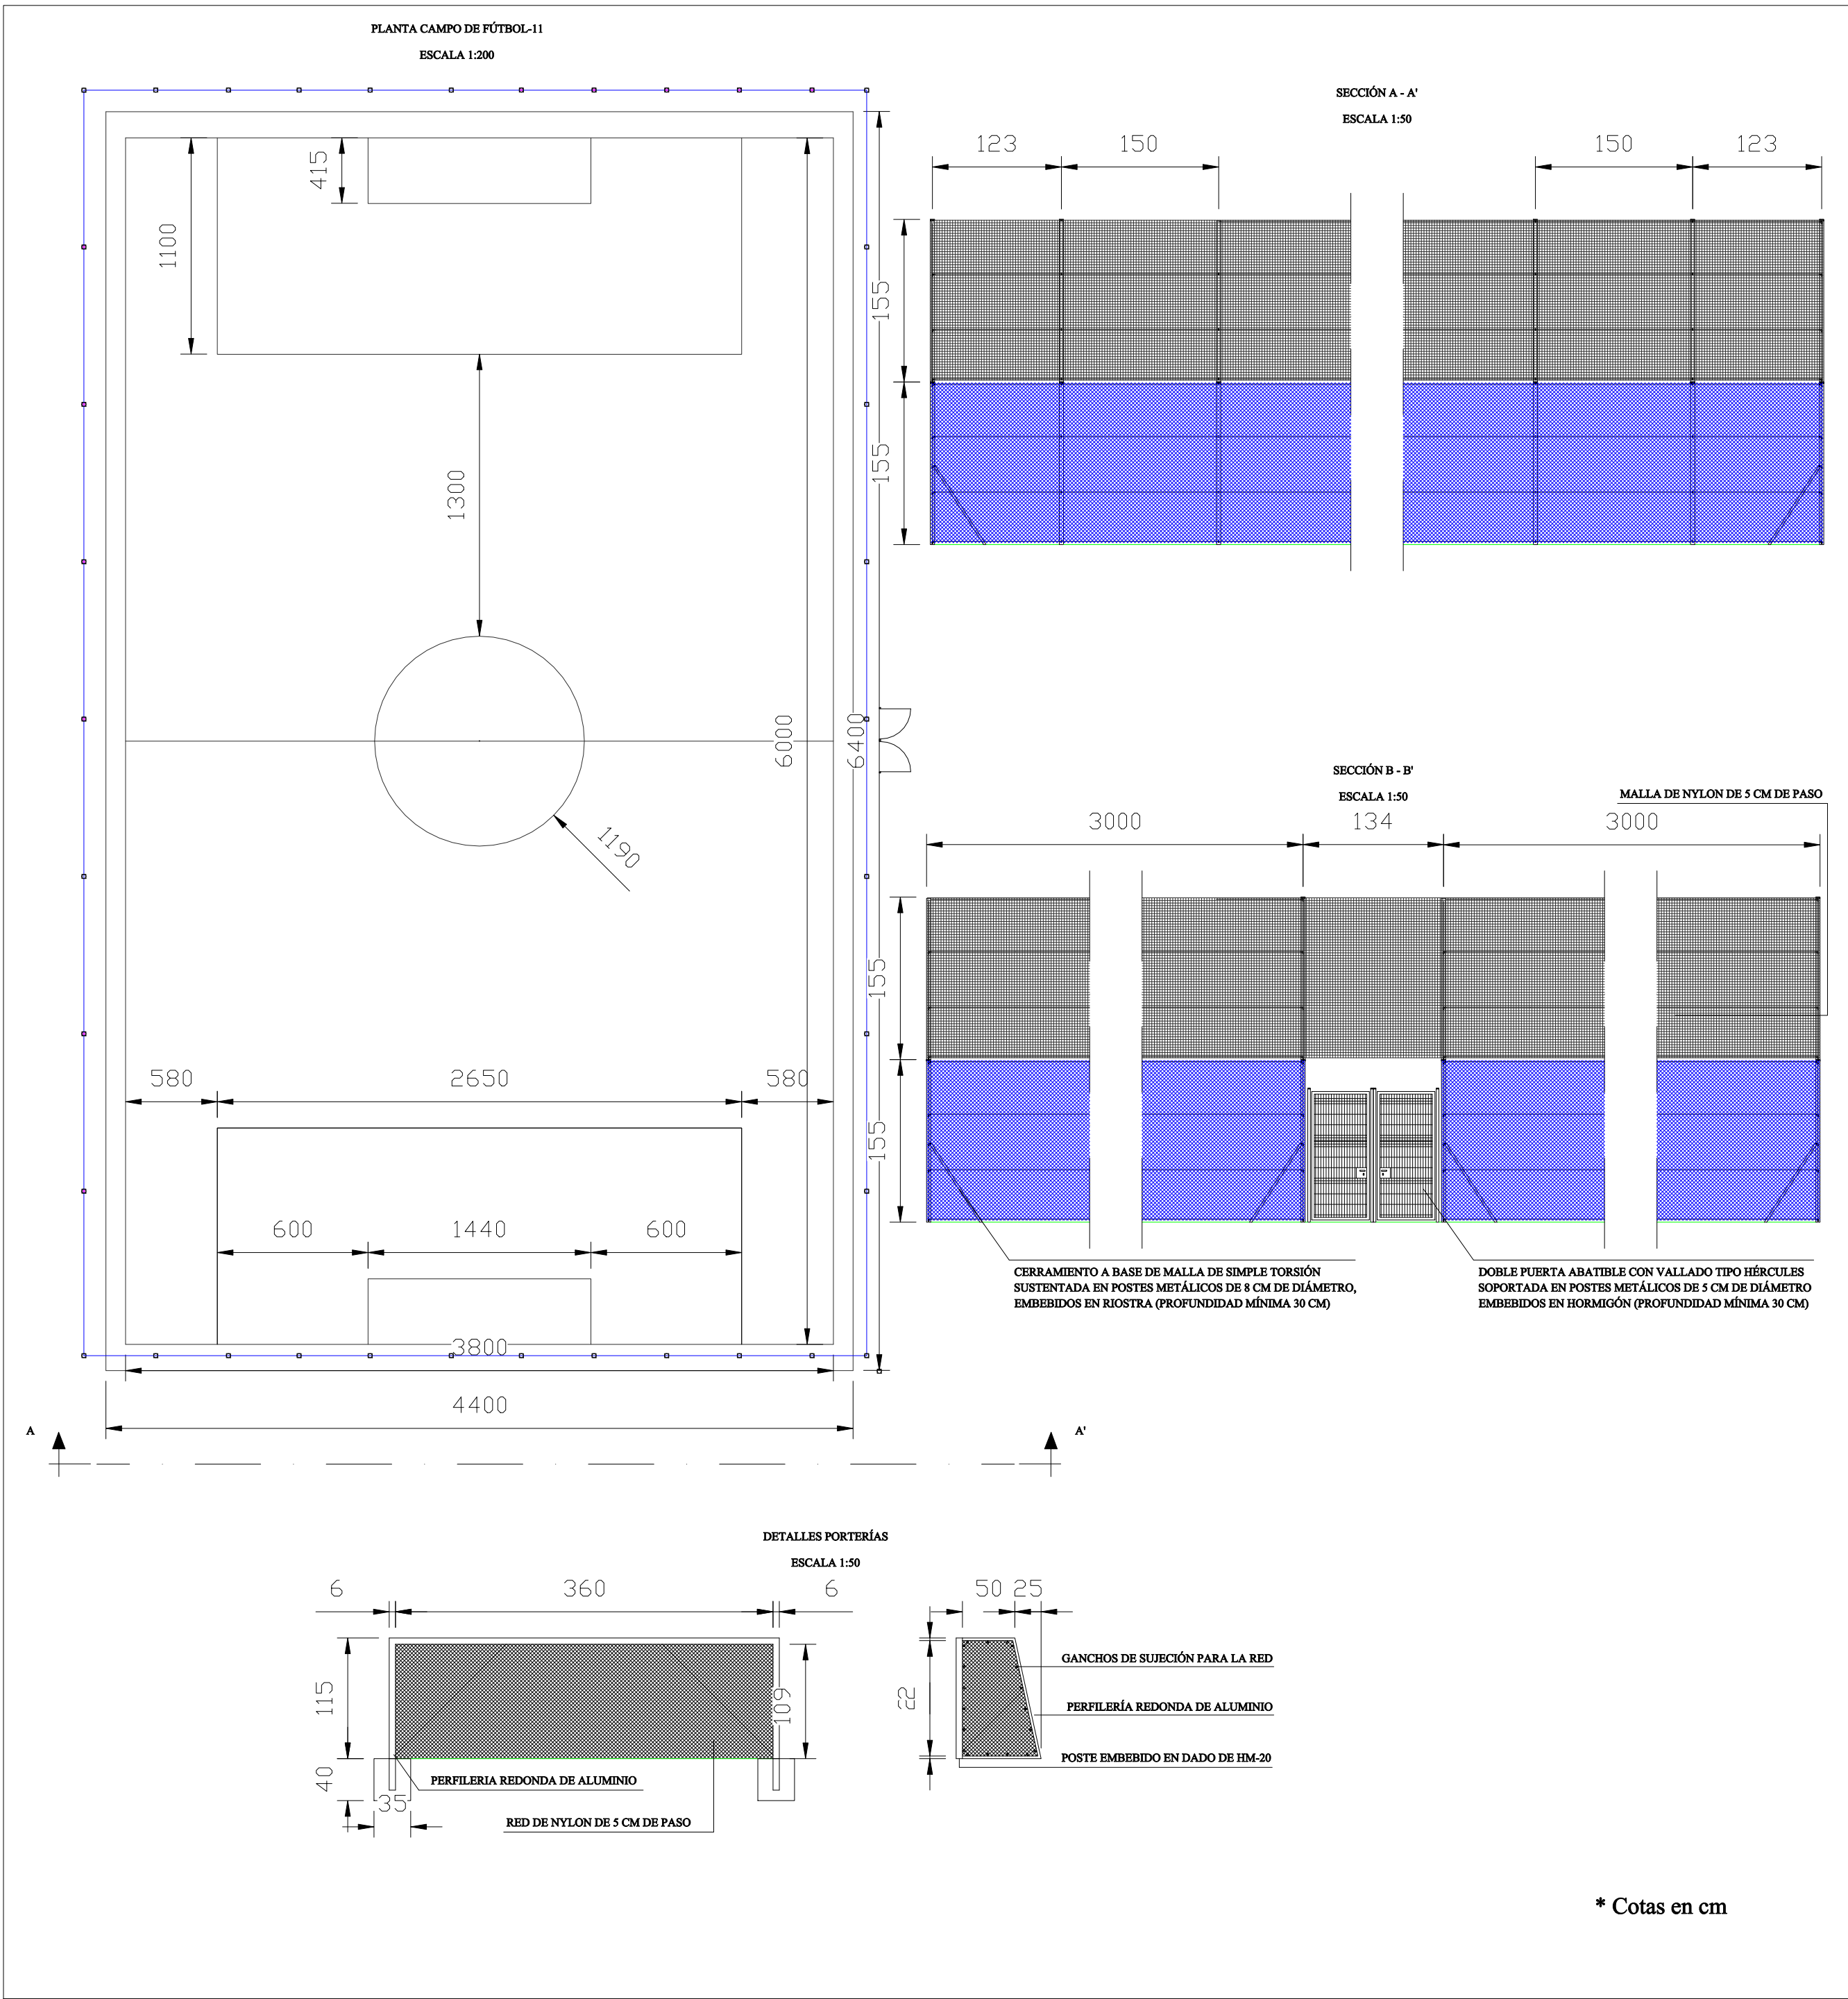 PLANTA CAMPO DE FÚTBOL-11
ESCALA 1:200
415
1100
1300
6000
6400
1190
580
2650
580
600
1440
600
3800
4400
A
A'
SECCIÓN A - A'
ESCALA 1:50
123
150
150
123
155
155
SECCIÓN B - B'
ESCALA 1:50
MALLA DE NYLON DE 5 CM DE PASO
3000
134
3000
155
155
CERRAMIENTO A BASE DE MALLA DE SIMPLE TORSIÓN
SUSTENTADA EN POSTES METÁLICOS DE 8 CM DE DIÁMETRO,
EMBEBIDOS EN RIOSTRA (PROFUNDIDAD MÍNIMA 30 CM)
DOBLE PUERTA ABATIBLE CON VALLADO TIPO HÉRCULES
SOPORTADA EN POSTES METÁLICOS DE 5 CM DE DIÁMETRO
EMBEBIDOS EN HORMIGÓN (PROFUNDIDAD MÍNIMA 30 CM)
DETALLES PORTERÍAS
ESCALA 1:50
6
360
6
115
109
40
35
PERFILERIA REDONDA DE ALUMINIO
RED DE NYLON DE 5 CM DE PASO
50
25
22
GANCHOS DE SUJECIÓN PARA LA RED
PERFILERÍA REDONDA DE ALUMINIO
POSTE EMBEBIDO EN DADO DE HM-20
* Cotas en cm